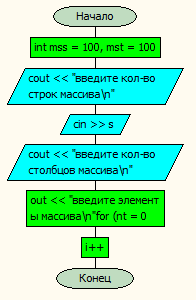 Начало
int mss = 100, mst = 100
cout << "введите кол-во
строк массива\n"
cin >> s
cout << "введите кол-во
столбцов массива\n"
out << "введите элемент
ы массива\n"for (nt = 0
i++
Конец